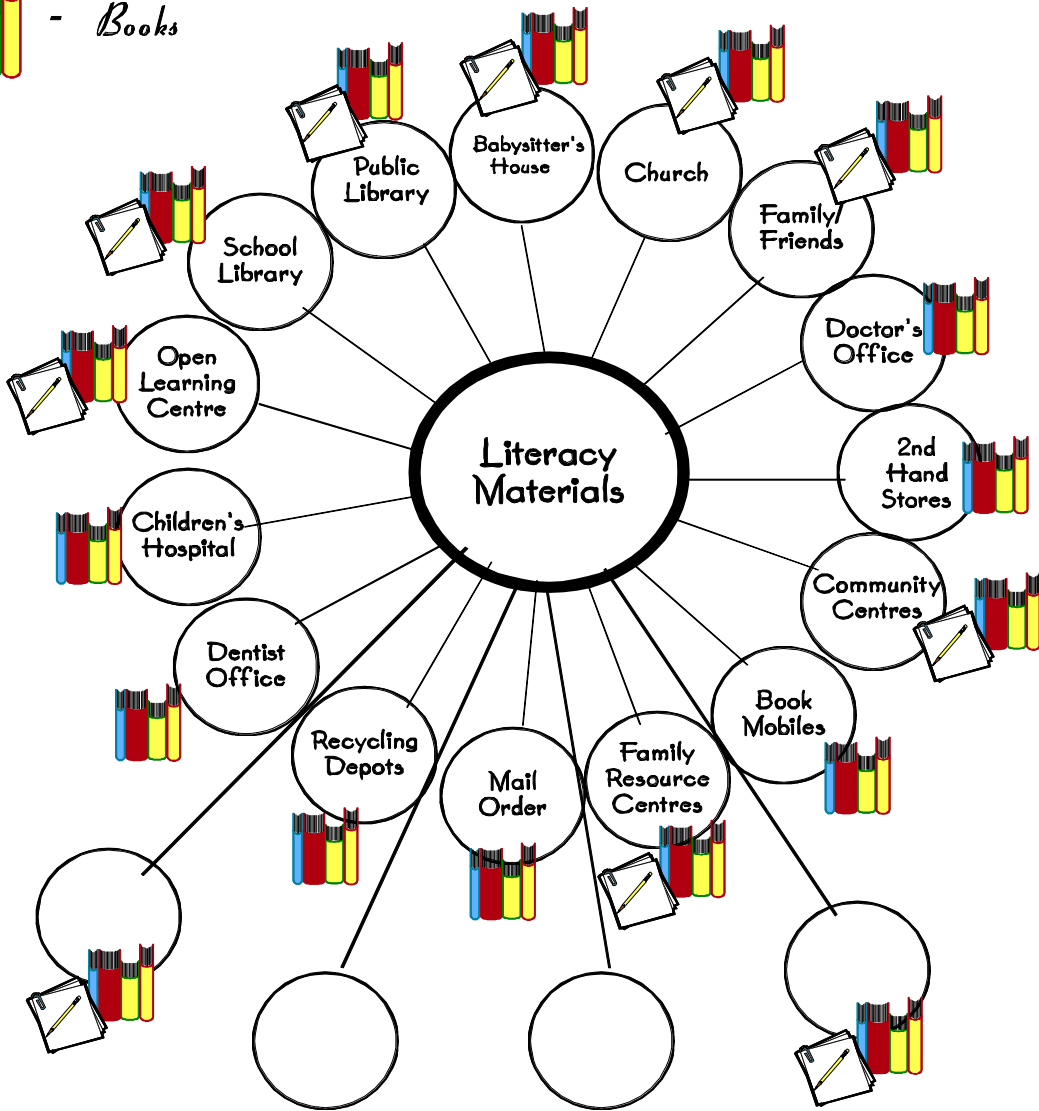 - Books
Babysitter's
House
Public
Library
Church
Family/
Friends
School
Library
Doctor's
Office
Open
Learning
Centre
2nd
Hand
Stores
Literacy
Materials
Children's
Hospital
Community
Centres
Dentist
Office
Book
Mobiles
Recycling
Depots
Mail
Order
Family
Resource
Centres